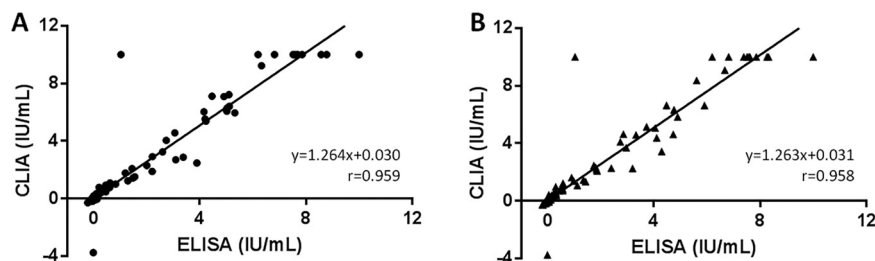 A
12
8
4
0
-4
CLIA (IU/mL)
y=1.264x+0.030
r=0.959
0
4
8
12
ELISA (IU/mL)
B
12
8
4
0
-4
CLIA (IU/mL)
y=1.263x+0.031
r=0.958
0
4
8
12
ELISA (IU/mL)